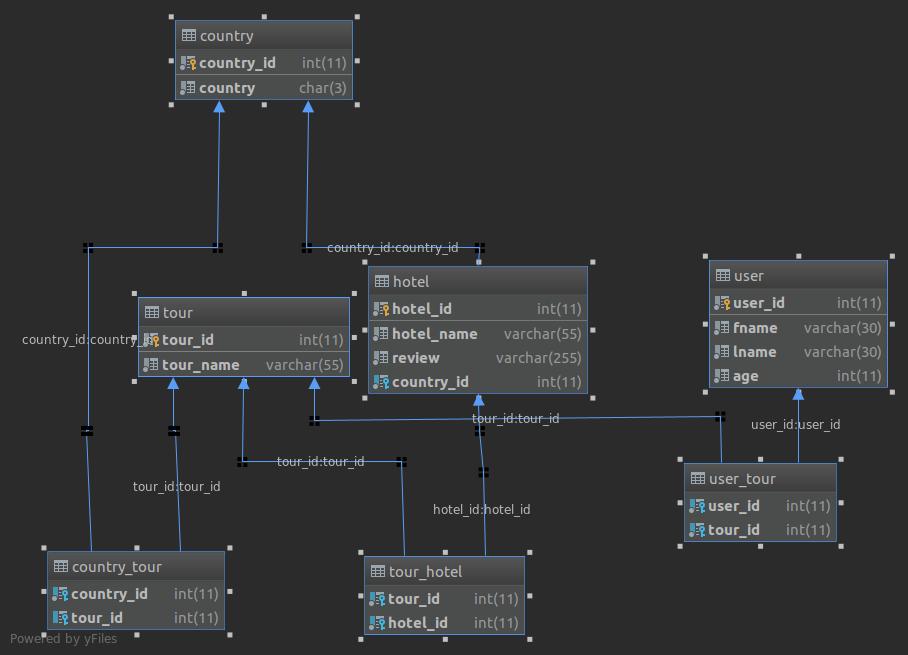 country
country_id int(11)
country char(3)
country_id:country_id
hotel
hotel_id int(11)
hotel_name varchar(55)
review varchar(255)
country_id int(11)
user
user_id int(11)
fname varchar(30)
lname varchar(30)
age int(11)
tour
tour_id int(11)
tour_name varchar(55)
country_id:country_id
tour_id:tour_id
user_id:user_id
tour_id:tour_id
tour_id:tour_id
hotel_id:hotel_id
user_tour
user_id int(11)
tour_id int(11)
country_tour
country_id int(11)
tour_id int(11)
tour_hotel
tour_id int(11)
hotel_id int(11)
Powered by yFiles